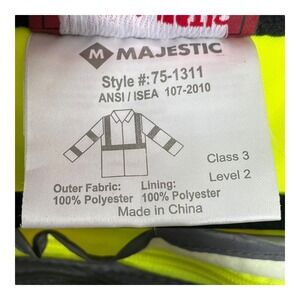 MAJESTIC
Style #: 75-1311
ANSI / ISEA 107-2010
Class 3
Level 2
Outer Fabric: Lining:
100% Polyester 100% Polyester
Made in China